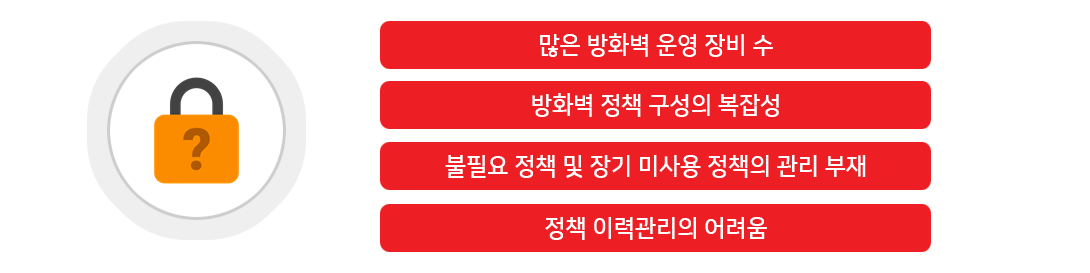 ?
많은 방화벽 운영 장비 수
방화벽 정책 구성의 복잡성
불필요 정책 및 장기 미사용 정책의 관리 부재
정책 이력관리의 어려움